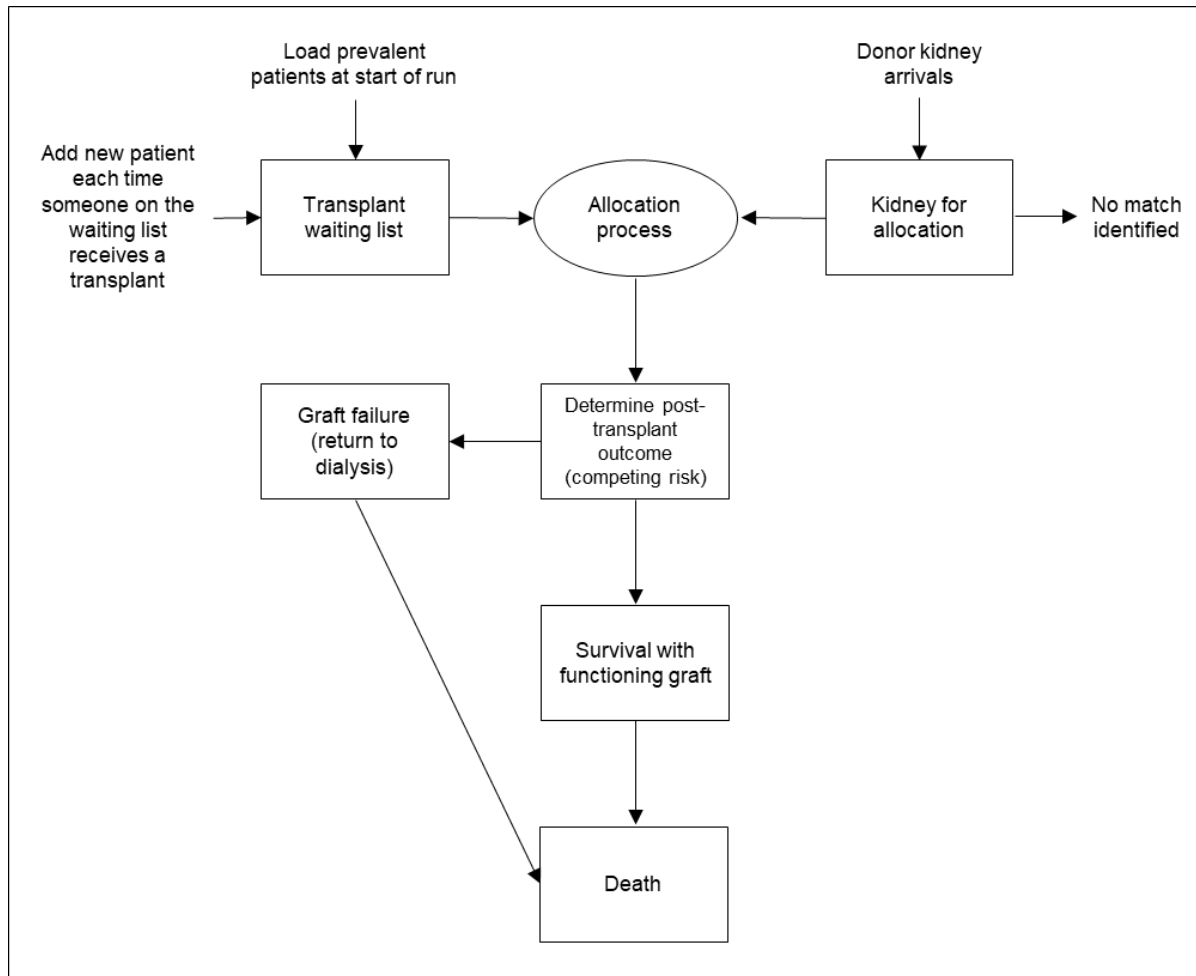 Load prevalent
patients at start of run
Donor kidney
arrivals
Add new patient
each time
someone on the
waiting list
receives a
transplant
Transplant
waiting list
Allocation
process
Kidney for
allocation
No match
identified
Graft failure
(return to
dialysis)
Determine post-
transplant
outcome
(competing risk)
Survival with
functioning graft
Death